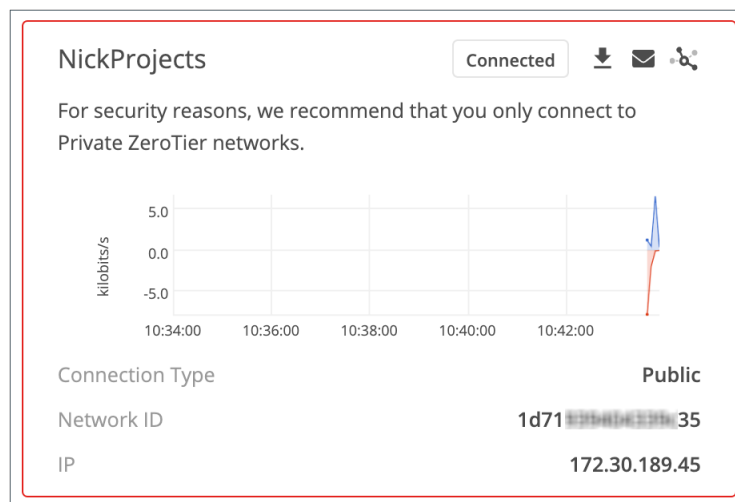 NickProjects
Connected
For security reasons, we recommend that you only connect to
Private ZeroTier networks.
kilobits/s
5.0
0.0
-5.0
10:34:00 10:36:00 10:38:00 10:40:00 10:42:00
Connection Type Public
Network ID 1d71 35
IP 172.30.189.45